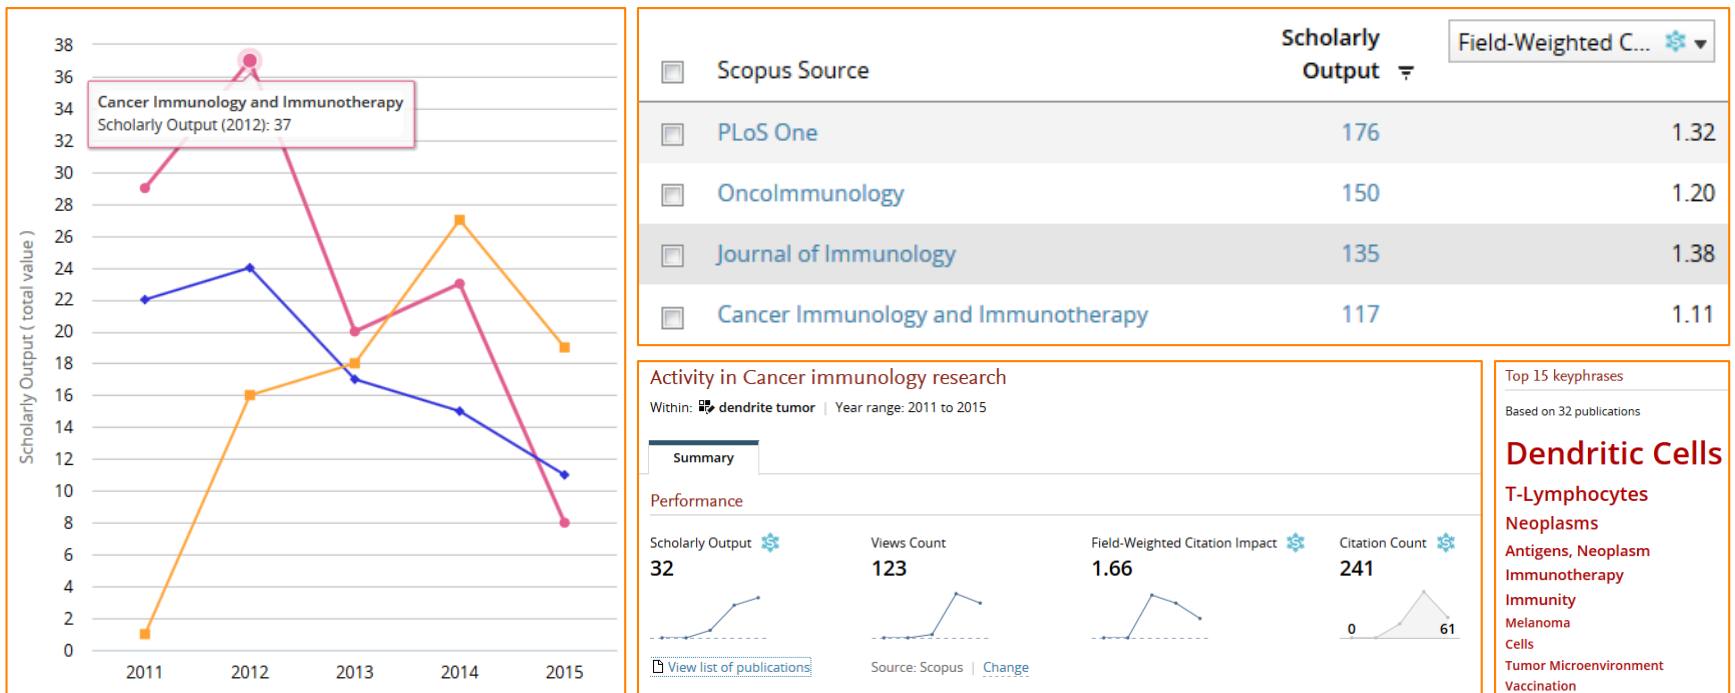 38
36
34
32
30
28
26
24
22
20
18
16
14
12
10
8
6
4
2
0
Scholarly Output ( total value )
Cancer Immunology and Immunotherapy
Scholarly Output (2012): 37
2011 2012 2013 2014 2015
Scopus Source Scholarly Output Field-Weighted C...
PLoS One 176 1.32
OncoImmunology 150 1.20
Journal of Immunology 135 1.38
Cancer Immunology and Immunotherapy 117 1.11
Activity in Cancer immunology research
Within: dendrite tumor | Year range: 2011 to 2015
Summary
Performance
Scholarly Output Views Count Field-Weighted Citation Impact Citation Count
32 123 1.66 241
0 61
View list of publications Source: Scopus | Change
Top 15 keyphrases
Based on 32 publications
Dendritic Cells
T-Lymphocytes
Neoplasms
Antigens, Neoplasm
Immunotherapy
Immunity
Melanoma
Cells
Tumor Microenvironment
Vaccination